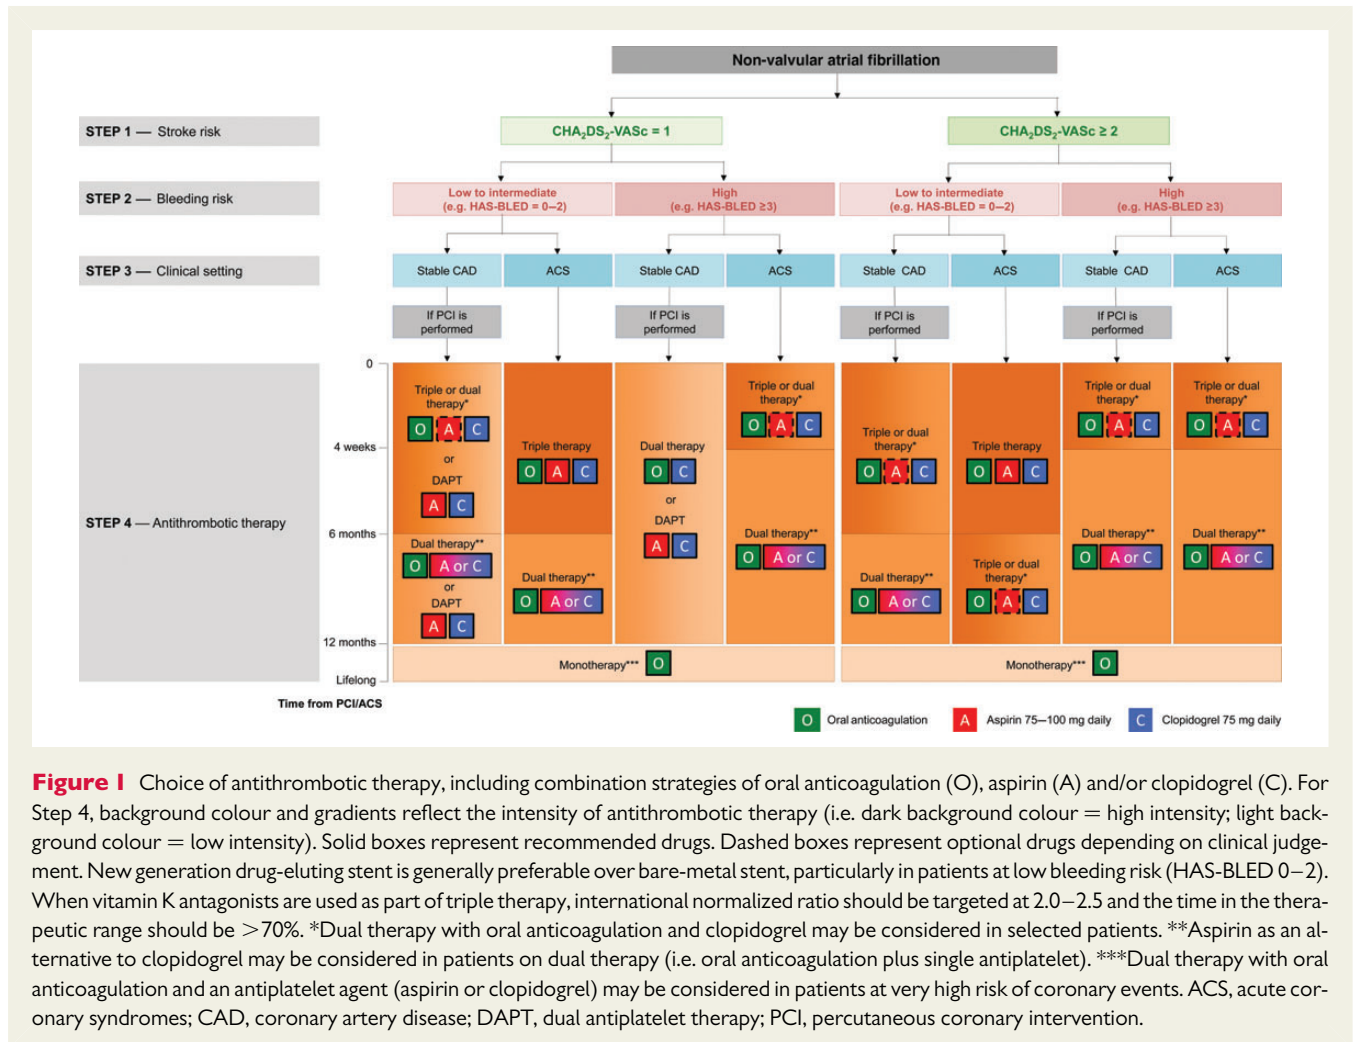 Non-valvular atrial fibrillation
STEP 1 — Stroke risk
CHA₂DS₂-VASc = 1
CHA₂DS₂-VASc ≥ 2
STEP 2 — Bleeding risk
Low to intermediate
(e.g. HAS-BLED = 0–2)
High
(e.g. HAS-BLED ≥3)
Low to intermediate
(e.g. HAS-BLED = 0–2)
High
(e.g. HAS-BLED ≥3)
STEP 3 — Clinical setting
Stable CAD
ACS
Stable CAD
ACS
Stable CAD
ACS
Stable CAD
ACS
If PCI is
performed
If PCI is
performed
If PCI is
performed
If PCI is
performed
STEP 4 — Antithrombotic therapy
0
4 weeks
6 months
12 months
Lifelong
Time from PCI/ACS
Triple or dual
therapy*
O A C
or
DAPT
A C
Dual therapy**
O A or C
or
DAPT
A C
Triple therapy
O A C
Dual therapy**
O A or C
Dual therapy
O C
or
DAPT
A C
Triple or dual
therapy*
O A C
Dual therapy**
O A or C
Monotherapy*** O
Triple or dual
therapy*
O A C
Dual therapy**
O A or C
Triple therapy
O A C
Triple or dual
therapy*
O A C
Triple or dual
therapy*
O A C
Dual therapy**
O A or C
Triple or dual
therapy*
O A C
Dual therapy**
O A or C
Monotherapy*** O
O Oral anticoagulation A Aspirin 75–100 mg daily C Clopidogrel 75 mg daily
Figure 1 Choice of antithrombotic therapy, including combination strategies of oral anticoagulation (O), aspirin (A) and/or clopidogrel (C). For
Step 4, background colour and gradients reflect the intensity of antithrombotic therapy (i.e. dark background colour = high intensity; light back-
ground colour = low intensity). Solid boxes represent recommended drugs. Dashed boxes represent optional drugs depending on clinical judge-
ment. New generation drug-eluting stent is generally preferable over bare-metal stent, particularly in patients at low bleeding risk (HAS-BLED 0–2).
When vitamin K antagonists are used as part of triple therapy, international normalized ratio should be targeted at 2.0–2.5 and the time in the thera-
peutic range should be >70%. *Dual therapy with oral anticoagulation and clopidogrel may be considered in selected patients. **Aspirin as an al-
ternative to clopidogrel may be considered in patients on dual therapy (i.e. oral anticoagulation plus single antiplatelet). ***Dual therapy with oral
anticoagulation and an antiplatelet agent (aspirin or clopidogrel) may be considered in patients at very high risk of coronary events. ACS, acute cor-
onary syndromes; CAD, coronary artery disease; DAPT, dual antiplatelet therapy; PCI, percutaneous coronary intervention.